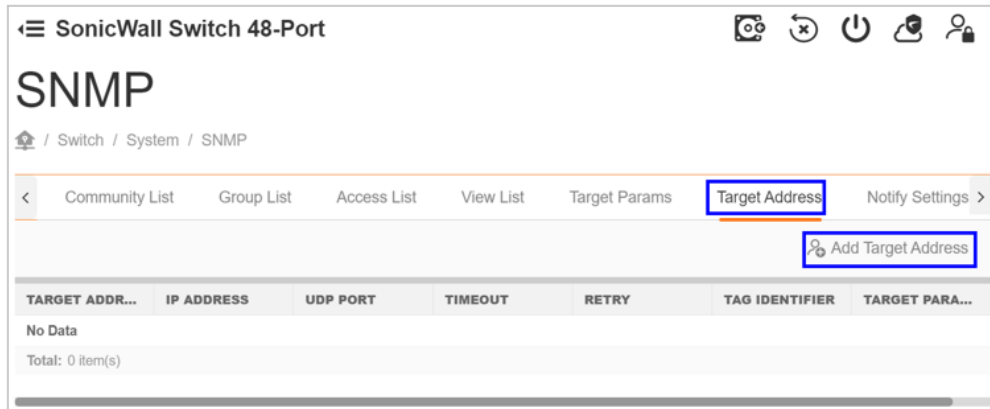 SonicWall Switch 48-Port
SNMP
/ Switch / System / SNMP
< Community List Group List Access List View List Target Params Target Address Notify Settings >
Add Target Address
TARGET ADDR... IP ADDRESS UDP PORT TIMEOUT RETRY TAG IDENTIFIER TARGET PARA...
No Data
Total: 0 item(s)